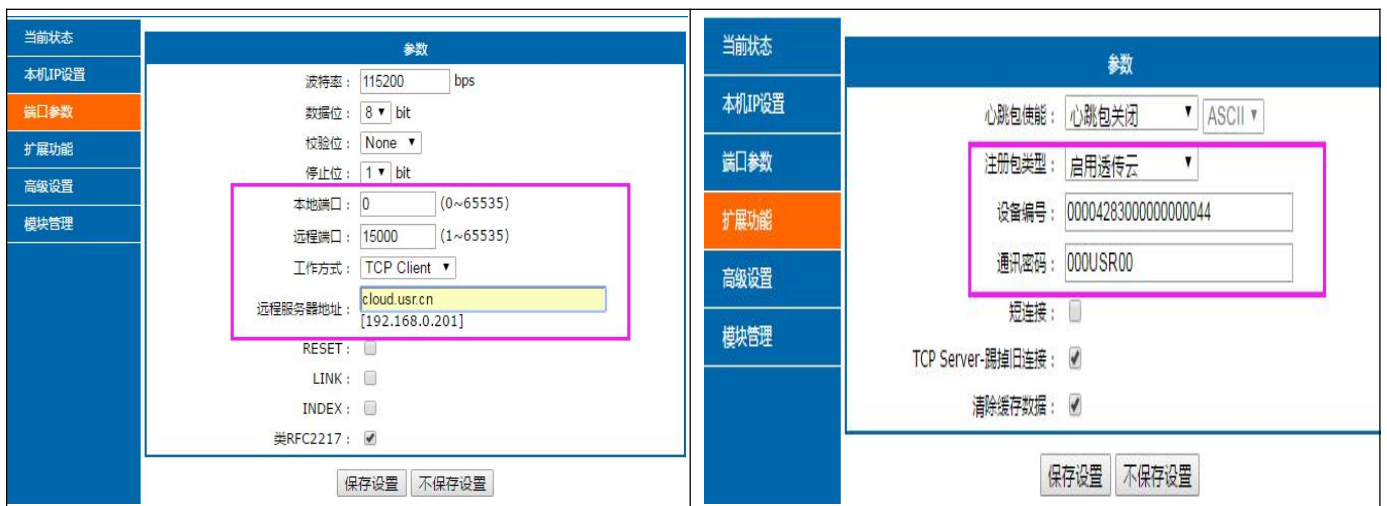 当前状态
本机IP设置
端口参数
扩展功能
高级设置
模块管理
参数
波特率： 115200 bps
数据位： 8 bit
校验位： None
停止位： 1 bit
本地端口： 0 (0~65535)
远程端口： 15000 (1~65535)
工作方式： TCP Client
远程服务器地址： cloud.usr.cn
[192.168.0.201]
RESET：
LINK：
INDEX：
类RFC2217：
保存设置 不保存设置
当前状态
本机IP设置
端口参数
扩展功能
高级设置
模块管理
参数
心跳包使能： 心跳包关闭 ASCII
注册包类型： 启用透传云
设备编号： 00004283000000000044
通讯密码： 000USR00
短连接：
TCP Server-踢掉旧连接：
清除缓存数据：
保存设置 不保存设置